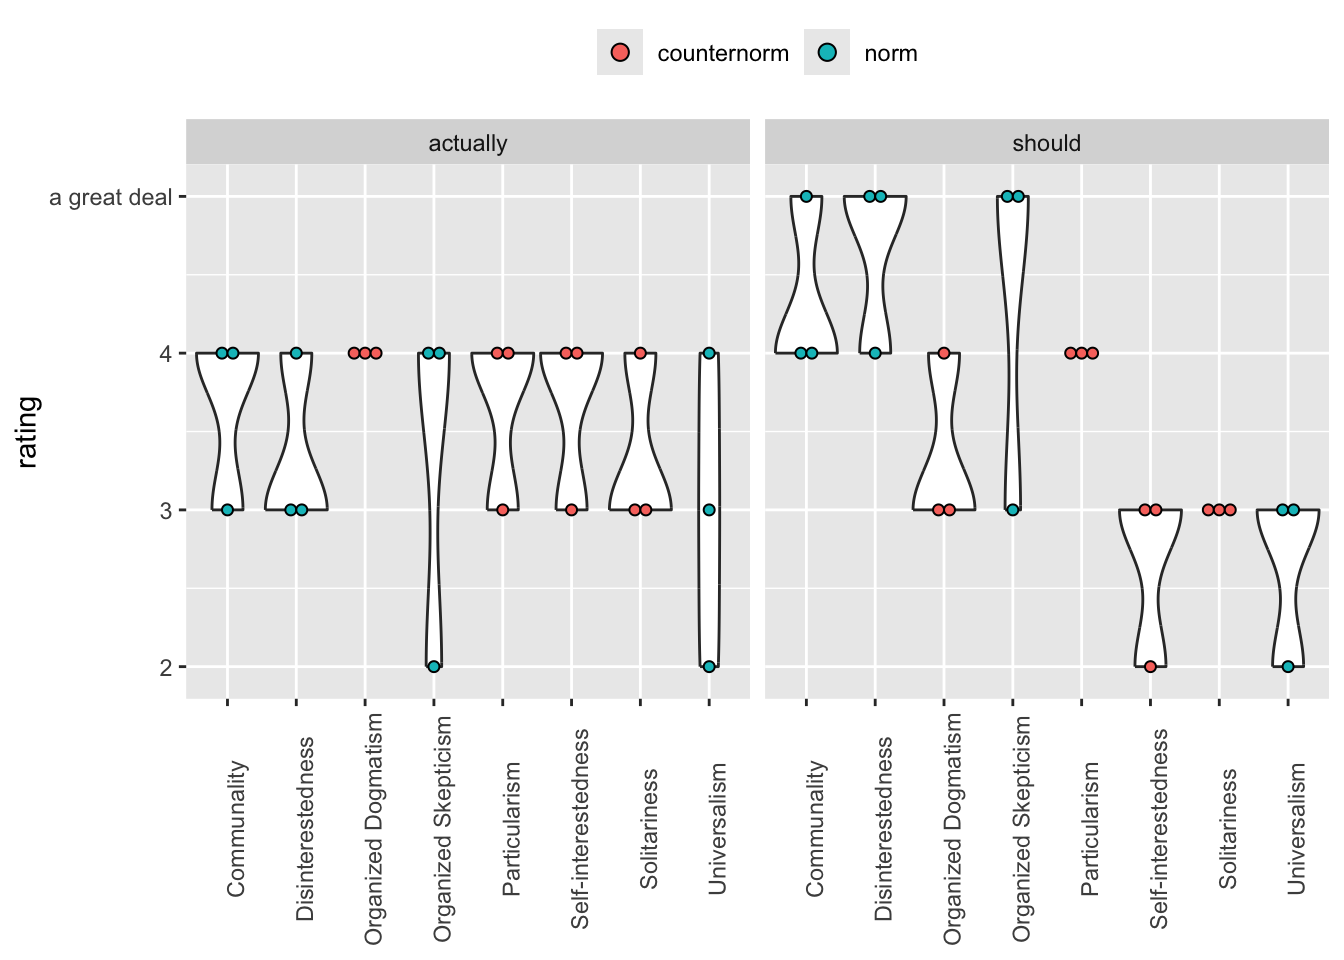 counternorm norm
actually should
a great deal
4
3
2
rating
Communality
Disinterestedness
Organized Dogmatism
Organized Skepticism
Particularism
Self-interestedness
Solitariness
Universalism
Communality
Disinterestedness
Organized Dogmatism
Organized Skepticism
Particularism
Self-interestedness
Solitariness
Universalism